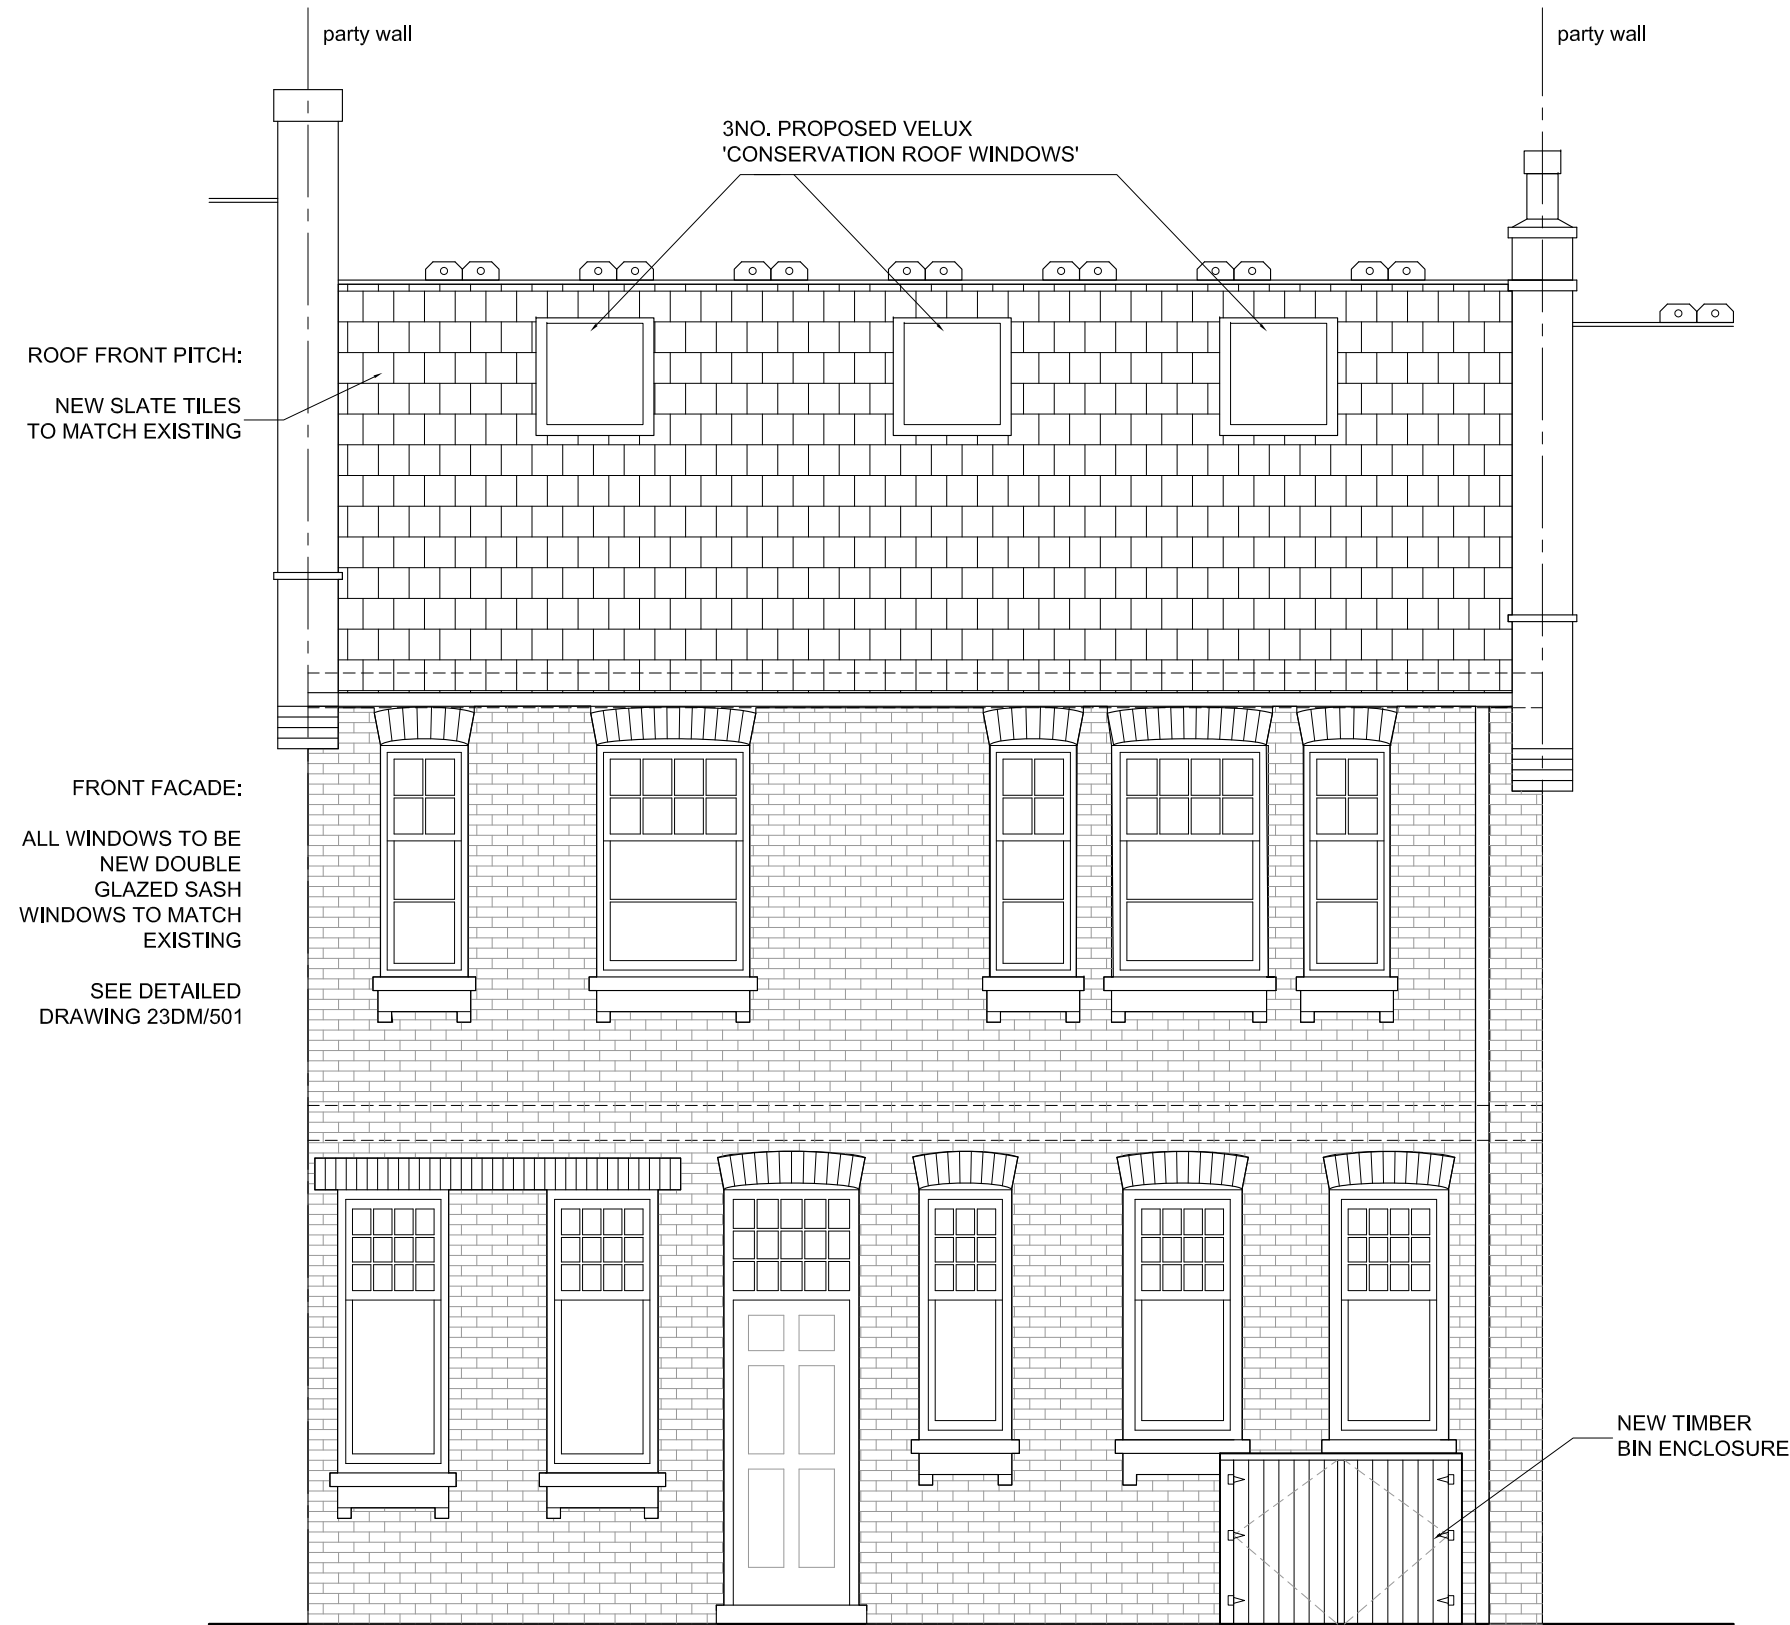 party wall
party wall
3NO. PROPOSED VELUX
'CONSERVATION ROOF WINDOWS'
ROOF FRONT PITCH:
NEW SLATE TILES
TO MATCH EXISTING
FRONT FACADE:
ALL WINDOWS TO BE
NEW DOUBLE
GLAZED SASH
WINDOWS TO MATCH
EXISTING
SEE DETAILED
DRAWING 23DM/501
NEW TIMBER
BIN ENCLOSURE